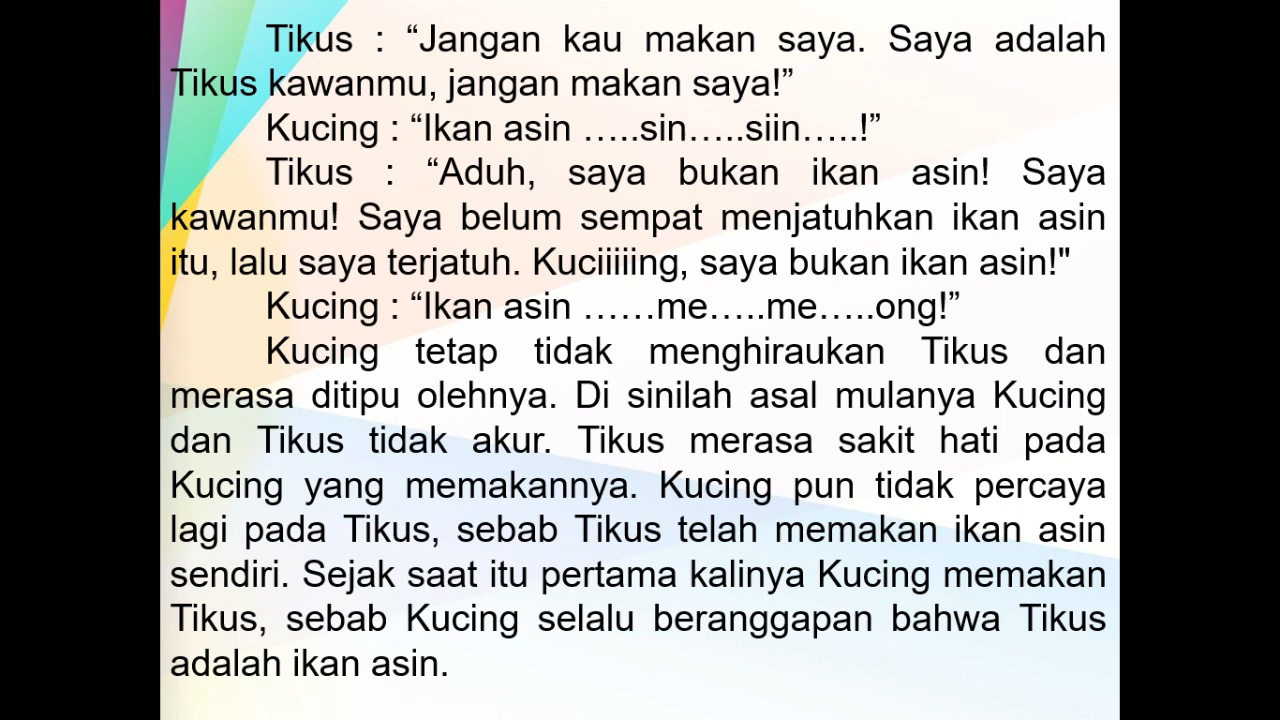 Tikus : “Jangan kau makan saya. Saya adalah
Tikus kawanmu, jangan makan saya!”
Kucing : “Ikan asin …..sin…..siin…..!”
Tikus : “Aduh, saya bukan ikan asin! Saya
kawanmu! Saya belum sempat menjatuhkan ikan asin
itu, lalu saya terjatuh. Kuciiiiiing, saya bukan ikan asin!"
Kucing : “Ikan asin ……me…..me…..ong!”
Kucing tetap tidak menghiraukan Tikus dan
merasa ditipu olehnya. Di sinilah asal mulanya Kucing
dan Tikus tidak akur. Tikus merasa sakit hati pada
Kucing yang memakannya. Kucing pun tidak percaya
lagi pada Tikus, sebab Tikus telah memakan ikan asin
sendiri. Sejak saat itu pertama kalinya Kucing memakan
Tikus, sebab Kucing selalu beranggapan bahwa Tikus
adalah ikan asin.